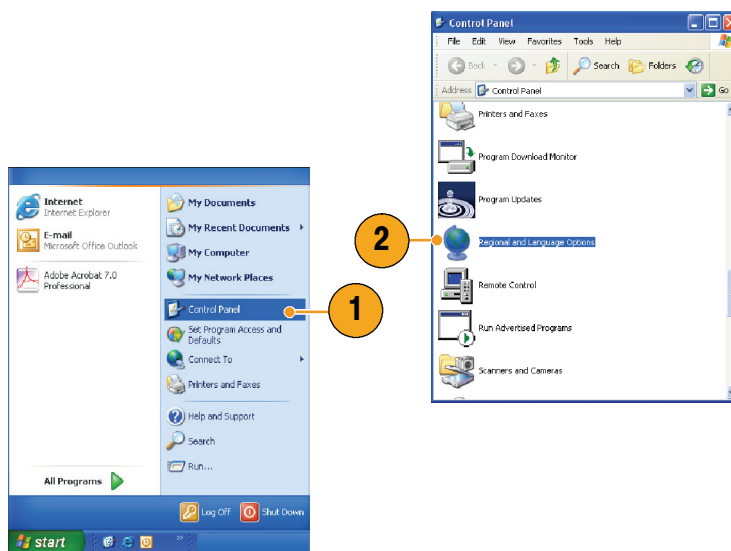 Control Panel
File Edit View Favorites Tools Help
Back Search Folders
Address Control Panel Go
Printers and Faxes
Program Download Monitor
Program Updates
2
Regional and Language Options
Remote Control
Run Advertised Programs
Scanners and Cameras
Internet
Internet Explorer
E-mail
Microsoft Office Outlook
Adobe Acrobat 7.0
Professional
My Documents
My Recent Documents
My Computer
My Network Places
Control Panel
1
Set Program Access and
Defaults
Connect To
Printers and Faxes
Help and Support
Search
Run...
All Programs
Log Off Shut Down
start